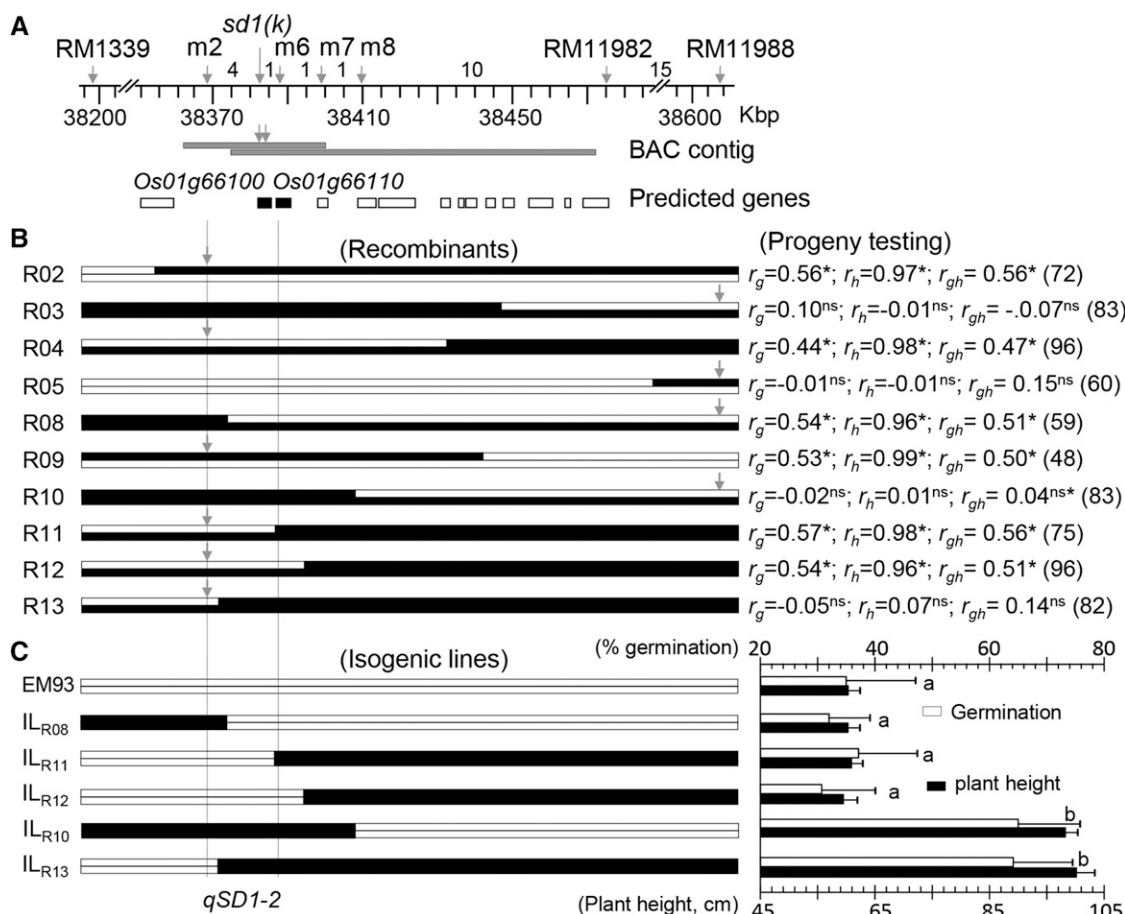 A
sd1(k)
RM1339 m2 m6 m7 m8 RM11982 RM11988
4 1 1 1 10 15
38200 38370 38410 38450 38600 Kbp
BAC contig
Os01g66100 Os01g66110
Predicted genes
B (Recombinants) (Progeny testing)
R02 rg=0.56*; rh=0.97*; rgh= 0.56* (72)
R03 rg=0.10ns; rh=-0.01ns; rgh= -.0.07ns (83)
R04 rg=0.44*; rh=0.98*; rgh=0.47* (96)
R05 rg=-0.01ns; rh=-0.01ns; rgh= 0.15ns (60)
R08 rg=0.54*; rh=0.96*; rgh= 0.51* (59)
R09 rg=0.53*; rh=0.99*; rgh= 0.50* (48)
R10 rg=-0.02ns; rh=0.01ns; rgh= 0.04ns* (83)
R11 rg=0.57*; rh=0.98*; rgh= 0.56* (75)
R12 rg=0.54*; rh=0.96*; rgh= 0.51* (96)
R13 rg=-0.05ns; rh=0.07ns; rgh= 0.14ns (82)
C (Isogenic lines) (% germination) 20 40 60 80
EM93 a
Germination
ILR08 a
ILR11 a
plant height
ILR12 a
ILR10 b
ILR13 b
qSD1-2 (Plant height, cm) 45 65 85 105